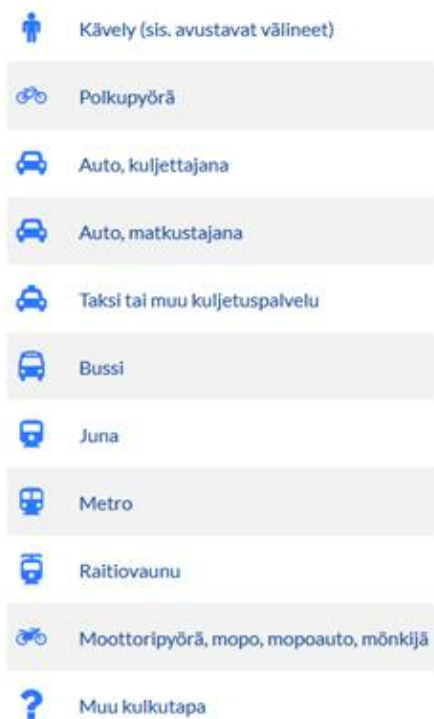 Kävely (sis. avustavat välineet)
Polkupyörä
Auto, kuljettajana
Auto, matkustajana
Taksi tai muu kuljetuspalvelu
Bussi
Juna
Metro
Raitiovaunu
Moottoripyörä, mopo, mopoauto, mönkijä
Muu kulkutapa